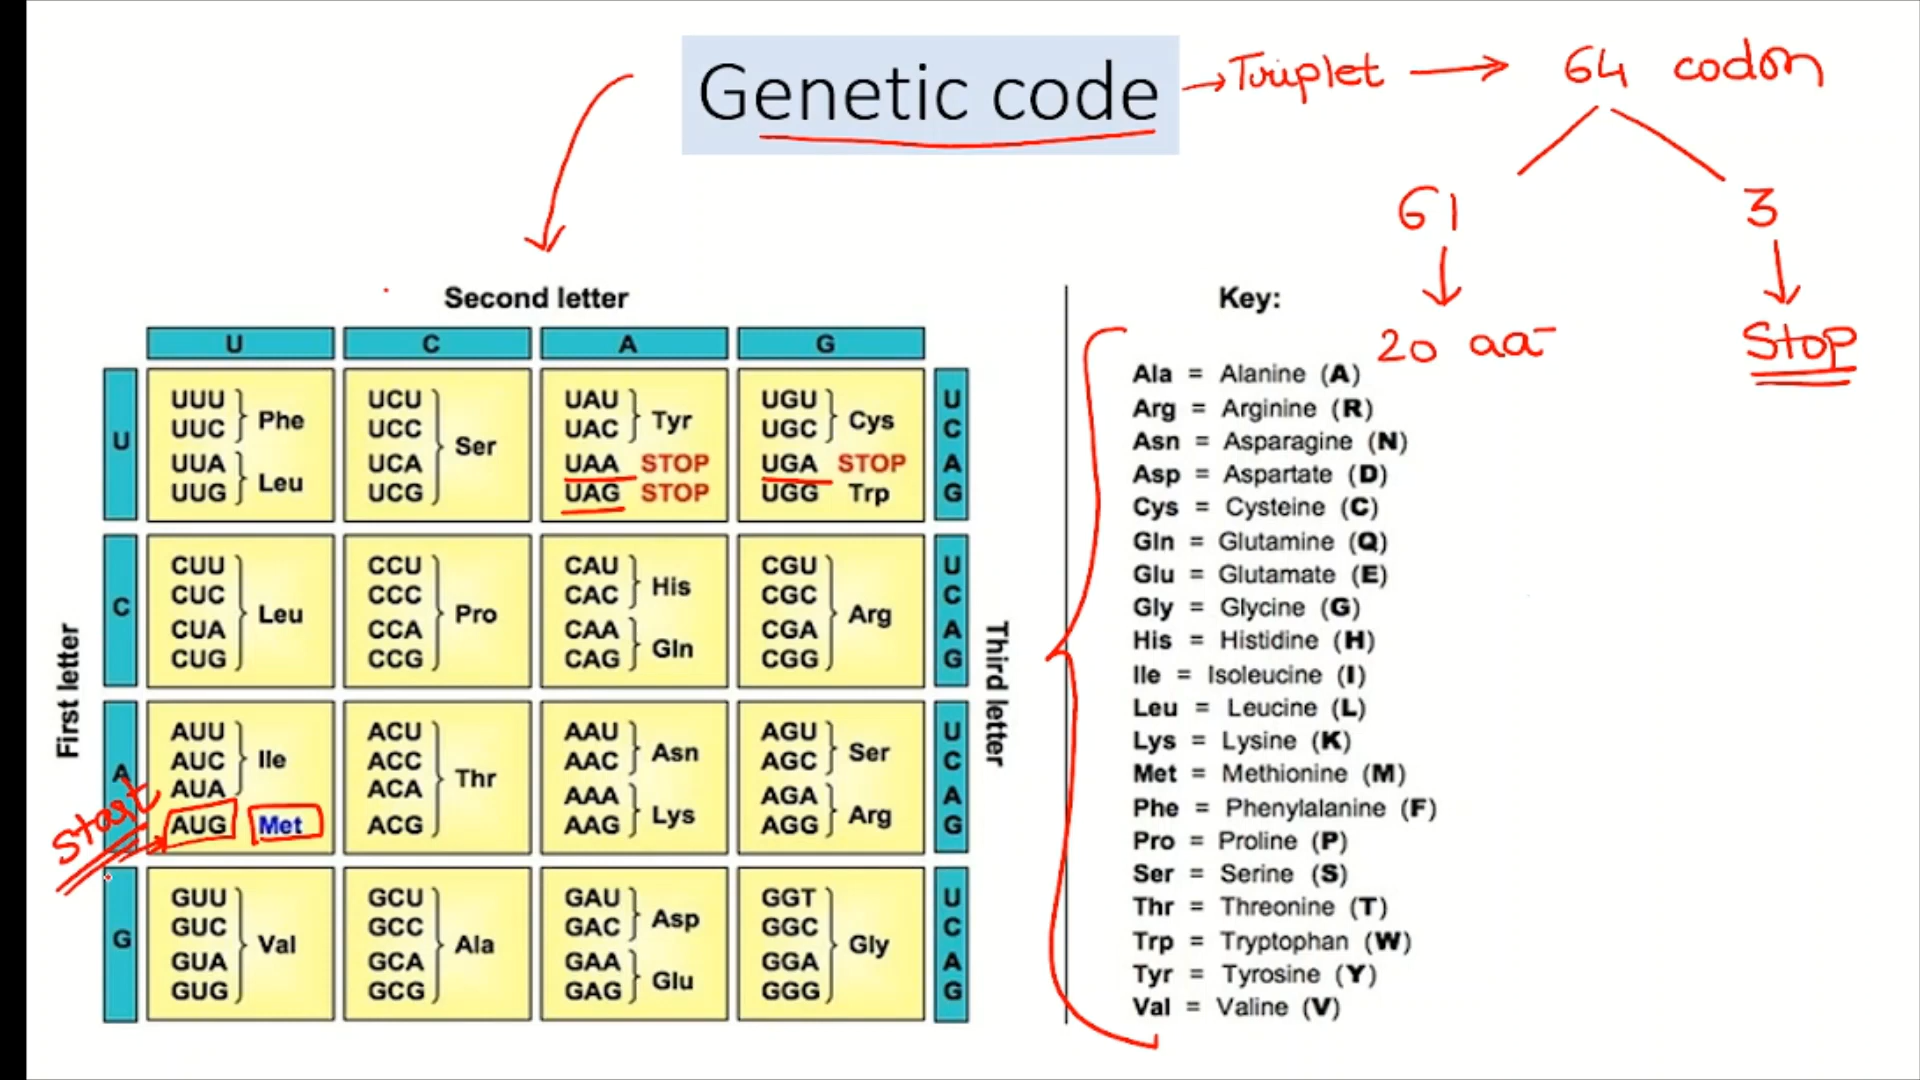 Genetic code → Triplet → 64 codon
61 3
20 aa Stop
Second letter
U C A G
First letter
Third letter
U
UUU UUC Phe
UUA UUG Leu
UCU UCC UCA UCG Ser
UAU UAC Tyr
UAA STOP
UAG STOP
UGU UGC Cys
UGA STOP
UGG Trp
U C A G
C
CUU CUC CUA CUG Leu
CCU CCC CCA CCG Pro
CAU CAC His
CAA CAG Gln
CGU CGC CGA CGG Arg
U C A G
A
AUU AUC AUA Ile
Start AUG Met
ACU ACC ACA ACG Thr
AAU AAC Asn
AAA AAG Lys
AGU AGC Ser
AGA AGG Arg
U C A G
G
GUU GUC GUA GUG Val
GCU GCC GCA GCG Ala
GAU GAC Asp
GAA GAG Glu
GGT GGC GGA GGG Gly
U C A G
Key:
Ala = Alanine (A)
Arg = Arginine (R)
Asn = Asparagine (N)
Asp = Aspartate (D)
Cys = Cysteine (C)
Gln = Glutamine (Q)
Glu = Glutamate (E)
Gly = Glycine (G)
His = Histidine (H)
Ile = Isoleucine (I)
Leu = Leucine (L)
Lys = Lysine (K)
Met = Methionine (M)
Phe = Phenylalanine (F)
Pro = Proline (P)
Ser = Serine (S)
Thr = Threonine (T)
Trp = Tryptophan (W)
Tyr = Tyrosine (Y)
Val = Valine (V)